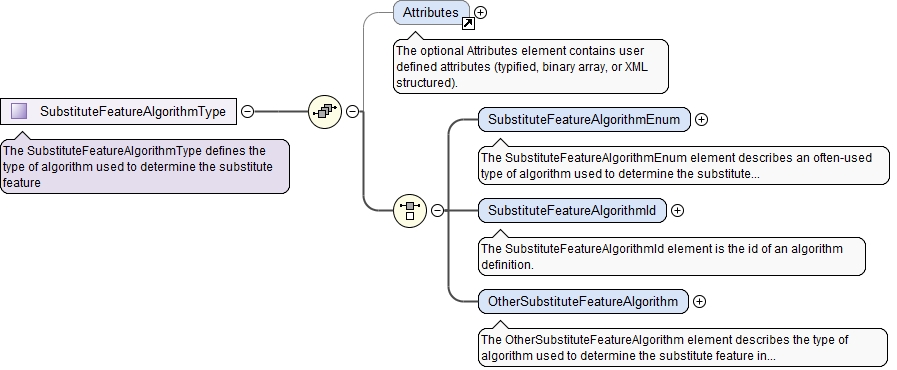 Attributes
The optional Attributes element contains user
defined attributes (typified, binary array, or XML
structured).
SubstituteFeatureAlgorithmType
The SubstituteFeatureAlgorithmType defines the
type of algorithm used to determine the substitute
feature
SubstituteFeatureAlgorithmEnum
The SubstituteFeatureAlgorithmEnum element describes an often-used
type of algorithm used to determine the substitute...
SubstituteFeatureAlgorithmId
The SubstituteFeatureAlgorithmId element is the id of an algorithm
definition.
OtherSubstituteFeatureAlgorithm
The OtherSubstituteFeatureAlgorithm element describes the type of
algorithm used to determine the substitute feature in...